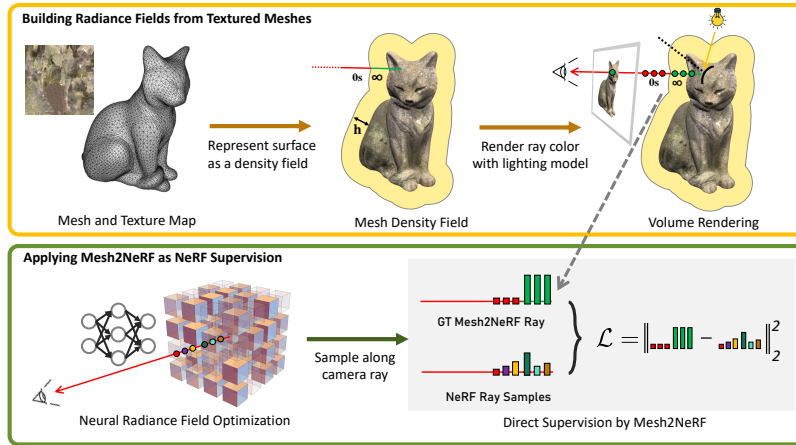 Building Radiance Fields from Textured Meshes
0s ∞
h
0s ∞
Represent surface
as a density field
Render ray color
with lighting model
Mesh and Texture Map
Mesh Density Field
Volume Rendering
Applying Mesh2NeRF as NeRF Supervision
GT Mesh2NeRF Ray
Sample along
camera ray
NeRF Ray Samples
ℒ = ‖ − ‖ 2 2
Neural Radiance Field Optimization
Direct Supervision by Mesh2NeRF